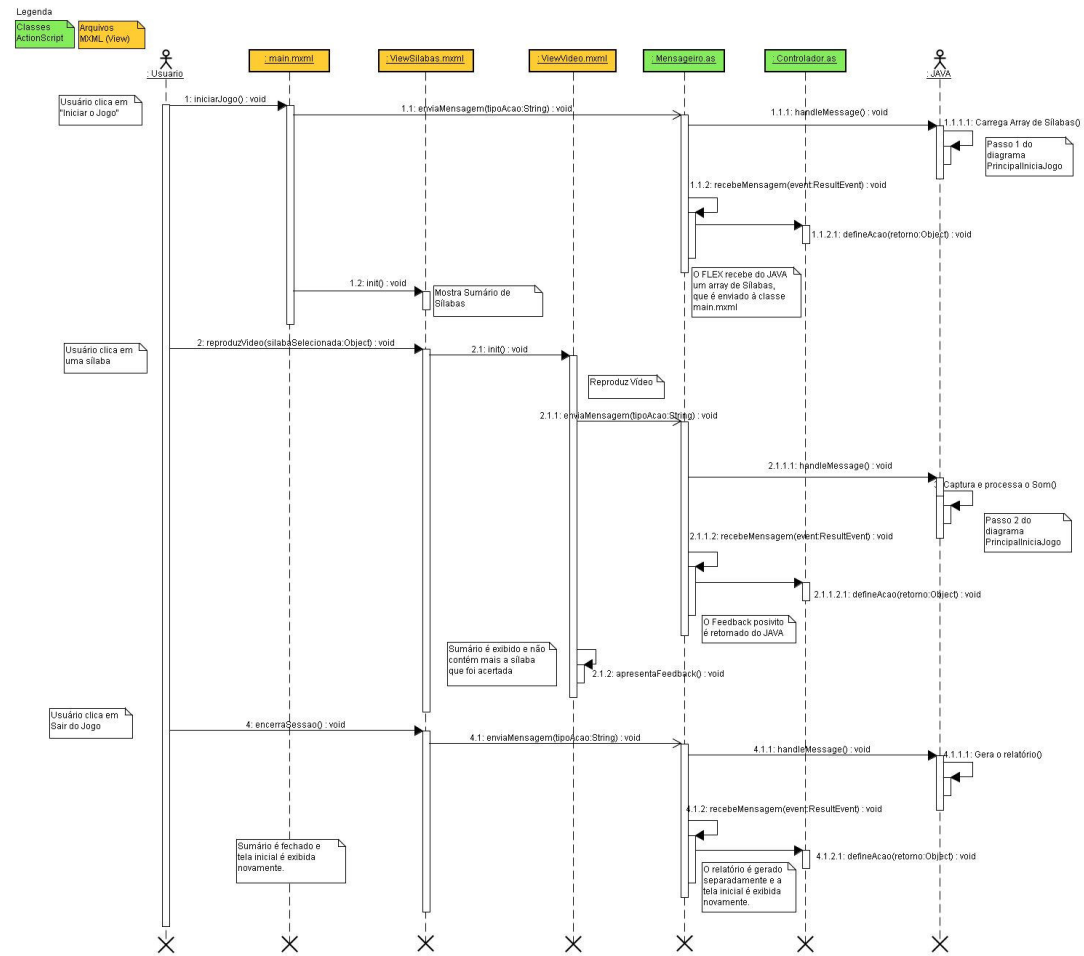 Legenda
Classes
ActionScript
Arquivos
MXML (View)
: Usuario
: main.mxml
: ViewSilabas.mxml
: ViewVideo.mxml
: Mensageiro.as
: Controlador.as
: JAVA
Usuário clica em
"Iniciar o Jogo"
1: iniciarJogo() : void
1.1: enviaMensagem(tipoAcao:String) : void
1.1.1: handleMessage() : void
1.1.1.1: Carrega Array de Sílabas()
Passo 1 do
diagrama
PrincipalIniciaJogo
1.1.2: recebeMensagem(event:ResultEvent) : void
1.1.2.1: defineAcao(retorno:Object) : void
O FLEX recebe do JAVA
um array de Sílabas,
que é enviado à classe
main.mxml
1.2: init() : void
Mostra Sumário de
Sílabas
Usuário clica em
uma sílaba
2: reproduzVideo(silabaSelecionada:Object) : void
2.1: init() : void
Reproduz Vídeo
2.1.1: enviaMensagem(tipoAcao:String) : void
2.1.1.1: handleMessage() : void
: Captura e processa o Som()
Passo 2 do
diagrama
PrincipalIniciaJogo
2.1.1.2: recebeMensagem(event:ResultEvent) : void
2.1.1.2.1: defineAcao(retorno:Object) : void
O Feedback posivito
é retornado do JAVA
Sumário é exibido e não
contém mais a sílaba
que foi acertada
2.1.2: apresentaFeedback() : void
Usuário clica em
Sair do Jogo
4: encerraSessao() : void
4.1: enviaMensagem(tipoAcao:String) : void
4.1.1: handleMessage() : void
4.1.1.1: Gera o relatório()
4.1.2: recebeMensagem(event:ResultEvent) : void
4.1.2.1: defineAcao(retorno:Object) : void
Sumário é fechado e
tela inicial é exibida
novamente.
O relatório é gerado
separadamente e a
tela inicial é exibida
novamente.